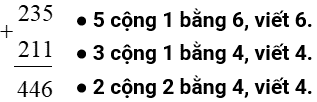 235 ● 5 cộng 1 bằng 6, viết 6.
+
211 ● 3 cộng 1 bằng 4, viết 4.
446 ● 2 cộng 2 bằng 4, viết 4.